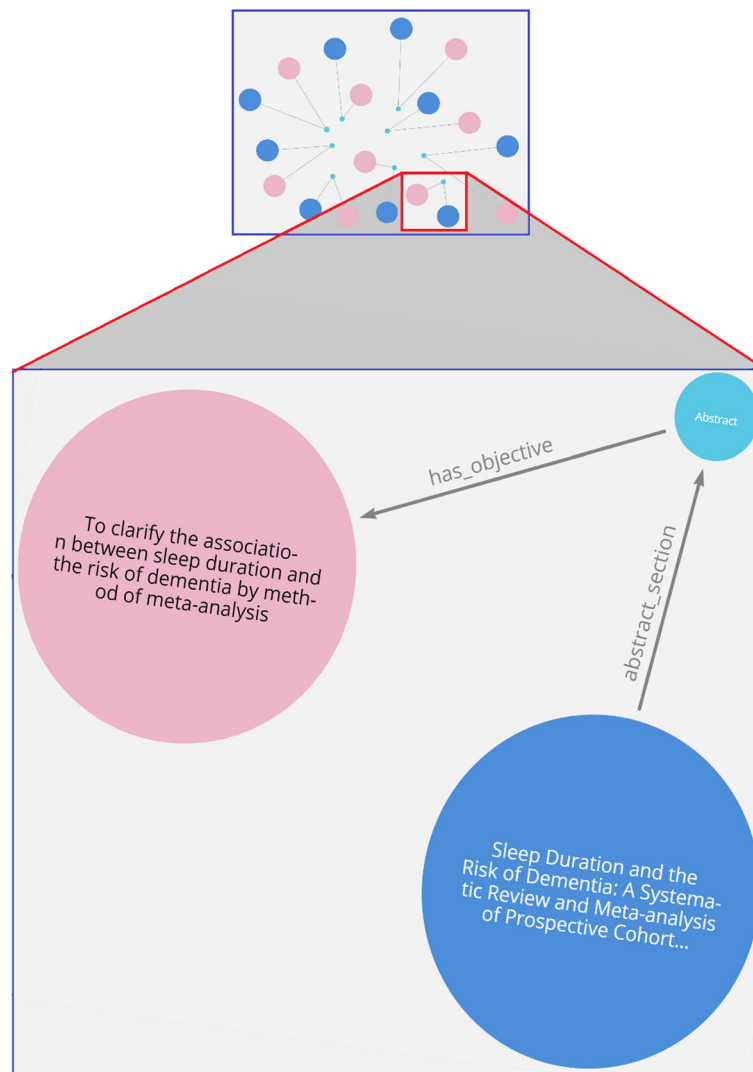 Abstract
has_objective
To clarify the associatio-
n between sleep duration and
the risk of dementia by meth-
od of meta-analysis
abstract_section
Sleep Duration and the
Risk of Dementia: A Systema-
tic Review and Meta-analysis
of Prospective Cohort...